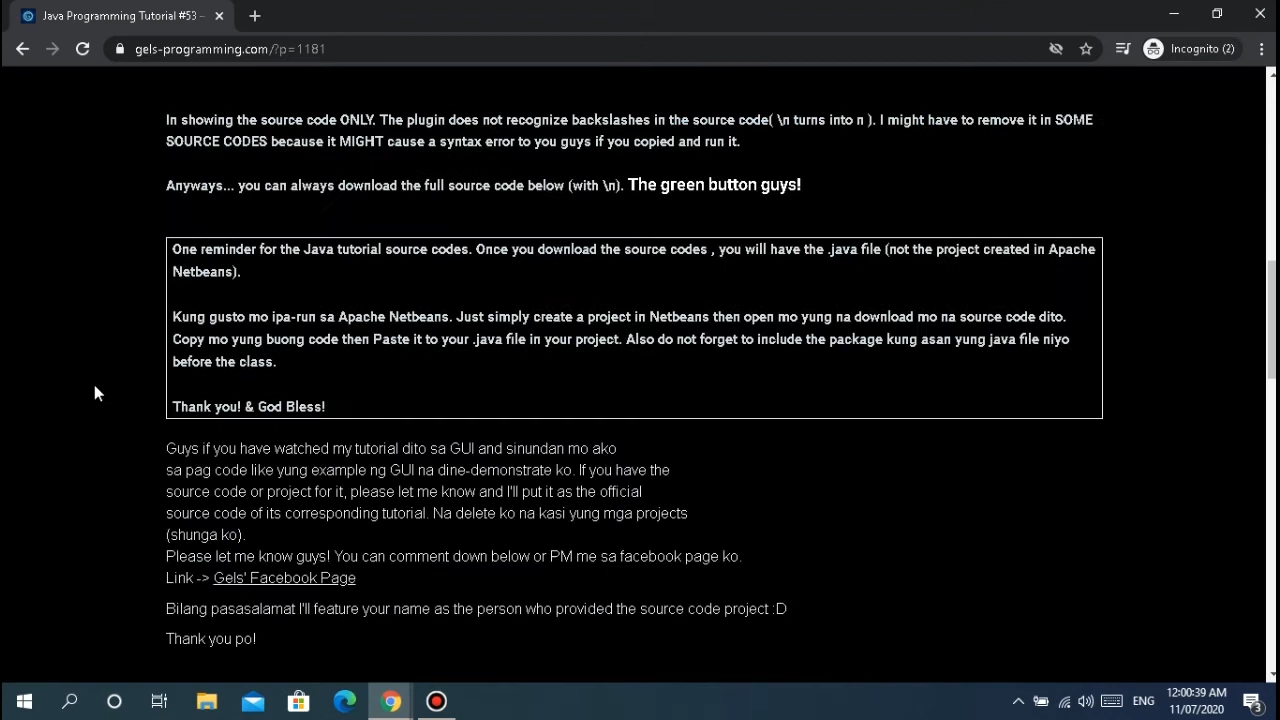 Java Programming Tutorial #53 –
gels-programming.com/?p=1181
Incognito (2)
In showing the source code ONLY. The plugin does not recognize backslashes in the source code( \n turns into n ). I might have to remove it in SOME
SOURCE CODES because it MIGHT cause a syntax error to you guys if you copied and run it.
Anyways... you can always download the full source code below (with \n). The green button guys!
One reminder for the Java tutorial source codes. Once you download the source codes , you will have the .java file (not the project created in Apache
Netbeans).
Kung gusto mo ipa-run sa Apache Netbeans. Just simply create a project in Netbeans then open mo yung na download mo na source code dito.
Copy mo yung buong code then Paste it to your .java file in your project. Also do not forget to include the package kung asan yung java file niyo
before the class.
Thank you! & God Bless!
Guys if you have watched my tutorial dito sa GUI and sinundan mo ako
sa pag code like yung example ng GUI na dine-demonstrate ko. If you have the
source code or project for it, please let me know and I'll put it as the official
source code of its corresponding tutorial. Na delete ko na kasi yung mga projects
(shunga ko).
Please let me know guys! You can comment down below or PM me sa facebook page ko.
Link -> Gels' Facebook Page
Bilang pasasalamat I'll feature your name as the person who provided the source code project :D
Thank you po!
ENG
12:00:39 AM
11/07/2020
3